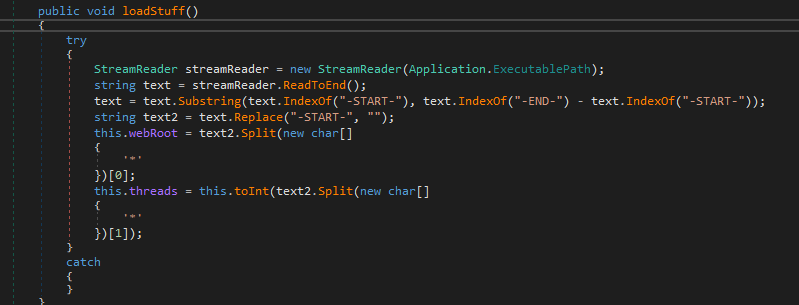 public void loadStuff()
{
try
{
StreamReader streamReader = new StreamReader(Application.ExecutablePath);
string text = streamReader.ReadToEnd();
text = text.Substring(text.IndexOf("-START-"), text.IndexOf("-END-") - text.IndexOf("-START-"));
string text2 = text.Replace("-START-", "");
this.webRoot = text2.Split(new char[]
{
'*'
})[0];
this.threads = this.toInt(text2.Split(new char[]
{
'*'
})[1]);
}
catch
{
}
}